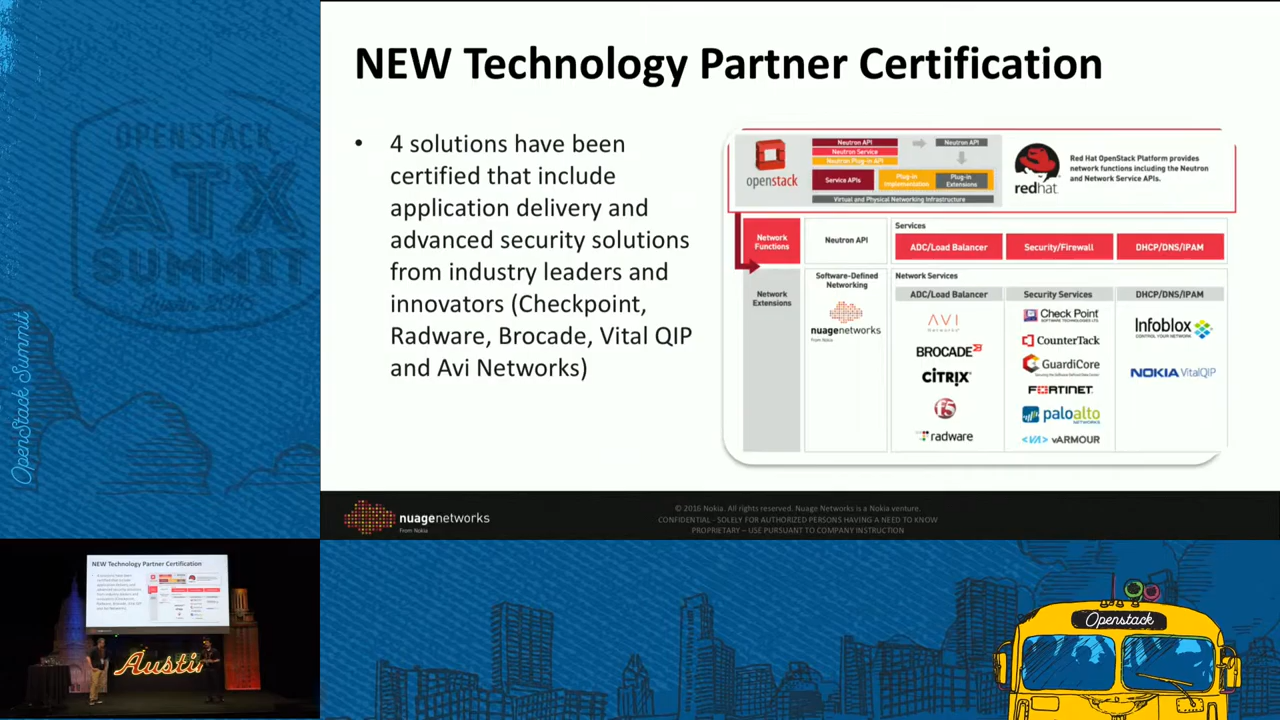 NEW Technology Partner Certification
• 4 solutions have been
certified that include
application delivery and
advanced security solutions
from industry leaders and
innovators (Checkpoint,
Radware, Brocade, Vital QIP
and Avi Networks)
openstack
Neutron API
Neutron Service
Neutron Plug-in API
Service APIs
Plug-in
Implementation
Neutron API
Plug-in
Extensions
Virtual and Physical Networking Infrastructure
redhat
Red Hat OpenStack Platform provides
network functions including the Neutron
and Network Service APIs.
Network
Functions
Neutron API
Services
ADC/Load Balancer
Security/Firewall
DHCP/DNS/IPAM
Network
Extensions
Software-Defined
Networking
nuagenetworks
From Nokia
Network Services
ADC/Load Balancer
AVI
Networks
BROCADE
CITRIX
f5
radware
Security Services
Check Point
SOFTWARE TECHNOLOGIES LTD.
CounterTack
GuardiCore
FORTINET
paloalto
NETWORKS
<VA> vARMOUR
DHCP/DNS/IPAM
Infoblox
CONTROL YOUR NETWORK
NOKIA VitalQIP
nuagenetworks
From Nokia
© 2016 Nokia. All rights reserved. Nuage Networks is a Nokia venture.
CONFIDENTIAL - SOLELY FOR AUTHORIZED PERSONS HAVING A NEED TO KNOW
PROPRIETARY – USE PURSUANT TO COMPANY INSTRUCTION
OPENSTACK
OpenStack Summit
NEW Technology Partner Certification
Austin
Openstack